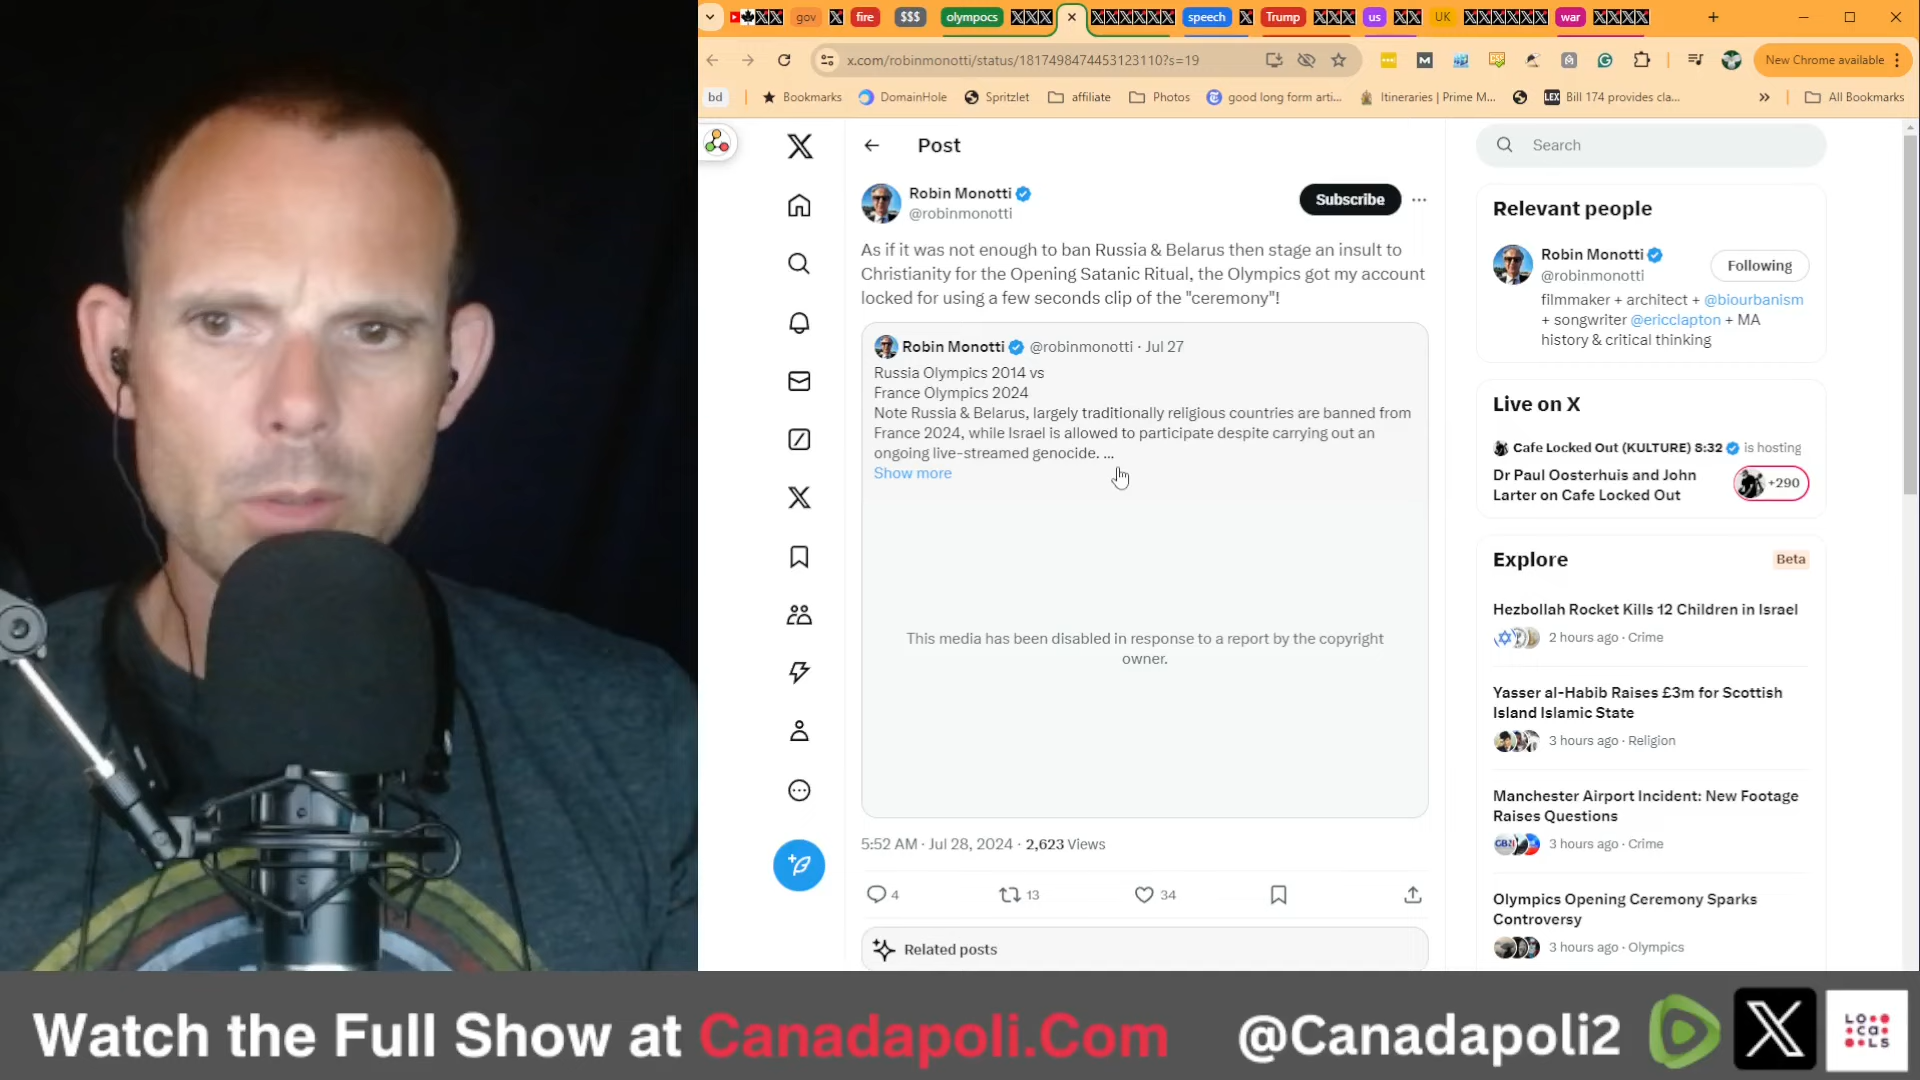 gov
fire
$$$
olympocs
speech
Trump
us
UK
war
x.com/robinmonotti/status/1817498474453123110?s=19
New Chrome available
bd
Bookmarks
DomainHole
Spritzlet
affiliate
Photos
good long form arti...
Itineraries | Prime M...
LEX
Bill 174 provides cla...
All Bookmarks
Post
Search
Robin Monotti
@robinmonotti
Subscribe
As if it was not enough to ban Russia & Belarus then stage an insult to
Christianity for the Opening Satanic Ritual, the Olympics got my account
locked for using a few seconds clip of the "ceremony"!
Robin Monotti @robinmonotti · Jul 27
Russia Olympics 2014 vs
France Olympics 2024
Note Russia & Belarus, largely traditionally religious countries are banned from
France 2024, while Israel is allowed to participate despite carrying out an
ongoing live-streamed genocide. ...
Show more
This media has been disabled in response to a report by the copyright
owner.
5:52 AM · Jul 28, 2024 · 2,623 Views
4
13
34
Related posts
Relevant people
Robin Monotti
@robinmonotti
Following
filmmaker + architect + @biourbanism
+ songwriter @ericclapton + MA
history & critical thinking
Live on X
Cafe Locked Out (KULTURE) 8:32 is hosting
Dr Paul Oosterhuis and John
Larter on Cafe Locked Out
+290
Explore
Beta
Hezbollah Rocket Kills 12 Children in Israel
2 hours ago · Crime
Yasser al-Habib Raises £3m for Scottish
Island Islamic State
3 hours ago · Religion
Manchester Airport Incident: New Footage
Raises Questions
GBN
3 hours ago · Crime
Olympics Opening Ceremony Sparks
Controversy
3 hours ago · Olympics
Watch the Full Show at Canadapoli.Com
@Canadapoli2
LO
ca
LS